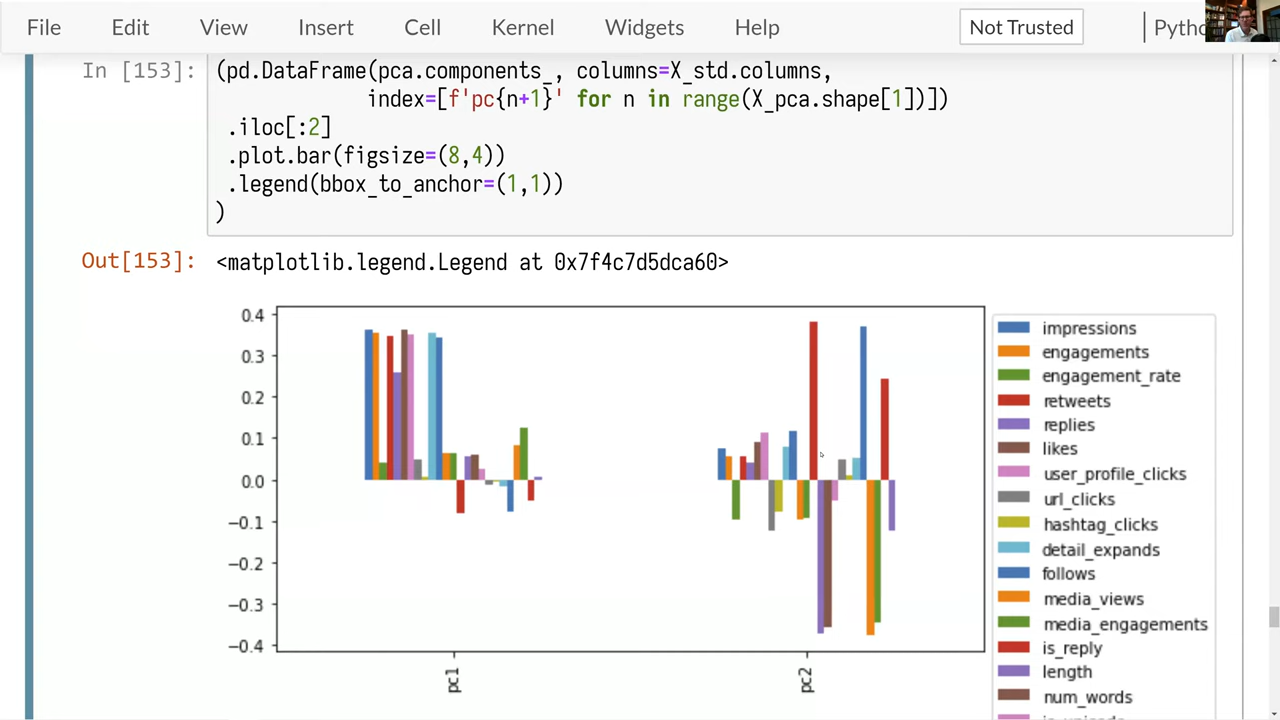 File Edit View Insert Cell Kernel Widgets Help Not Trusted
In [153]: (pd.DataFrame(pca.components_, columns=X_std.columns,
index=[f'pc{n+1}' for n in range(X_pca.shape[1])])
.iloc[:2]
.plot.bar(figsize=(8,4))
.legend(bbox_to_anchor=(1,1))
)
Out[153]: <matplotlib.legend.Legend at 0x7f4c7d5dca60>
0.4
0.3
0.2
0.1
0.0
−0.1
−0.2
−0.3
−0.4
pc1
pc2
impressions
engagements
engagement_rate
retweets
replies
likes
user_profile_clicks
url_clicks
hashtag_clicks
detail_expands
follows
media_views
media_engagements
is_reply
length
num_words